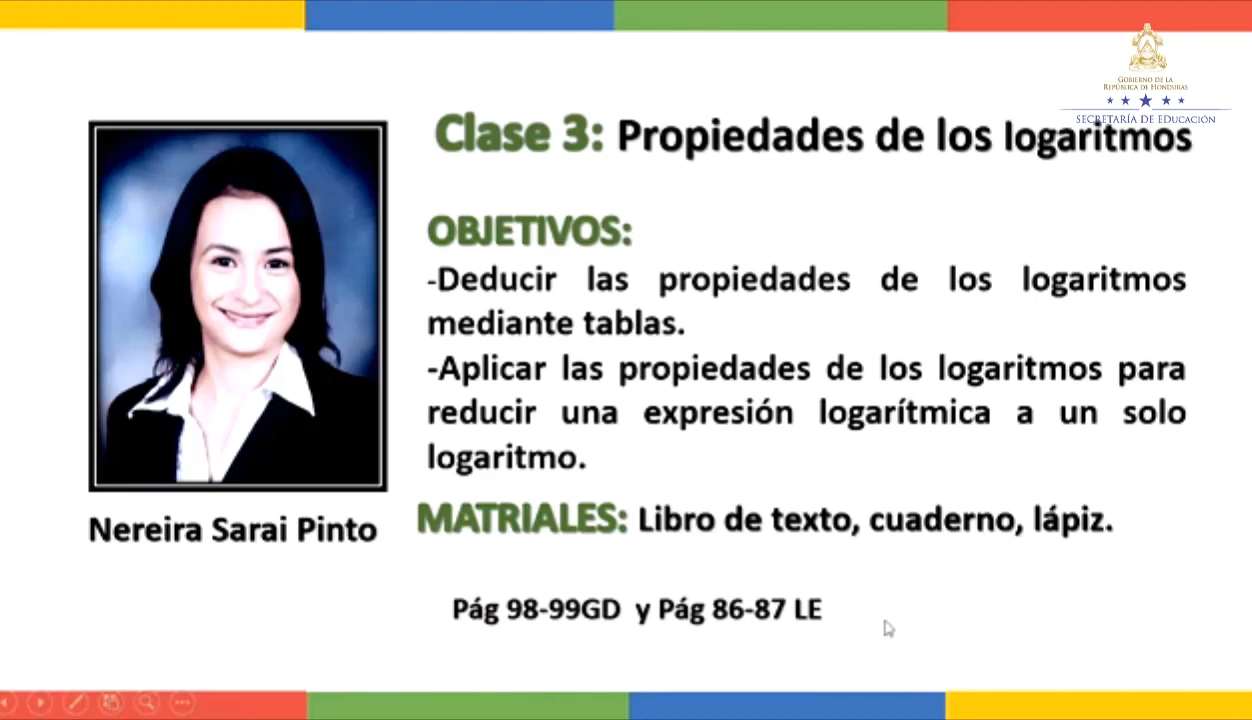 GOBIERNO DE LA
REPÚBLICA DE HONDURAS
SECRETARÍA DE EDUCACIÓN
Clase 3: Propiedades de los logaritmos
OBJETIVOS:
-Deducir las propiedades de los logaritmos
mediante tablas.
-Aplicar las propiedades de los logaritmos para
reducir una expresión logarítmica a un solo
logaritmo.
MATRIALES: Libro de texto, cuaderno, lápiz.
Nereira Sarai Pinto
Pág 98-99GD y Pág 86-87 LE